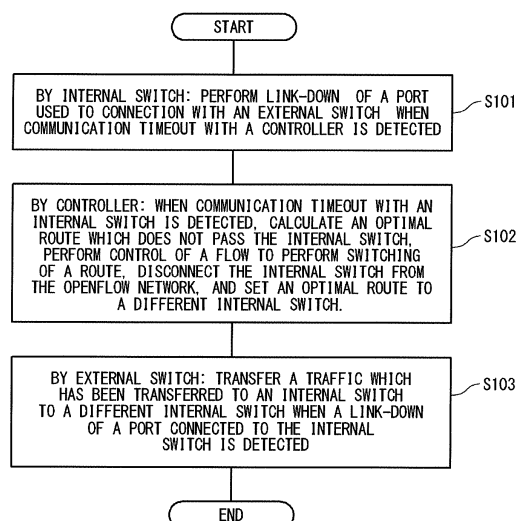 START
BY INTERNAL SWITCH: PERFORM LINK-DOWN OF A PORT
USED TO CONNECTION WITH AN EXTERNAL SWITCH WHEN
COMMUNICATION TIMEOUT WITH A CONTROLLER IS DETECTED
S101
BY CONTROLLER: WHEN COMMUNICATION TIMEOUT WITH AN
INTERNAL SWITCH IS DETECTED, CALCULATE AN OPTIMAL
ROUTE WHICH DOES NOT PASS THE INTERNAL SWITCH,
PERFORM CONTROL OF A FLOW TO PERFORM SWITCHING
OF A ROUTE, DISCONNECT THE INTERNAL SWITCH FROM
THE OPENFLOW NETWORK, AND SET AN OPTIMAL ROUTE TO
A DIFFERENT INTERNAL SWITCH.
S102
BY EXTERNAL SWITCH: TRANSFER A TRAFFIC WHICH
HAS BEEN TRANSFERRED TO AN INTERNAL SWITCH
TO A DIFFERENT INTERNAL SWITCH WHEN A LINK-DOWN
OF A PORT CONNECTED TO THE INTERNAL
SWITCH IS DETECTED
S103
END